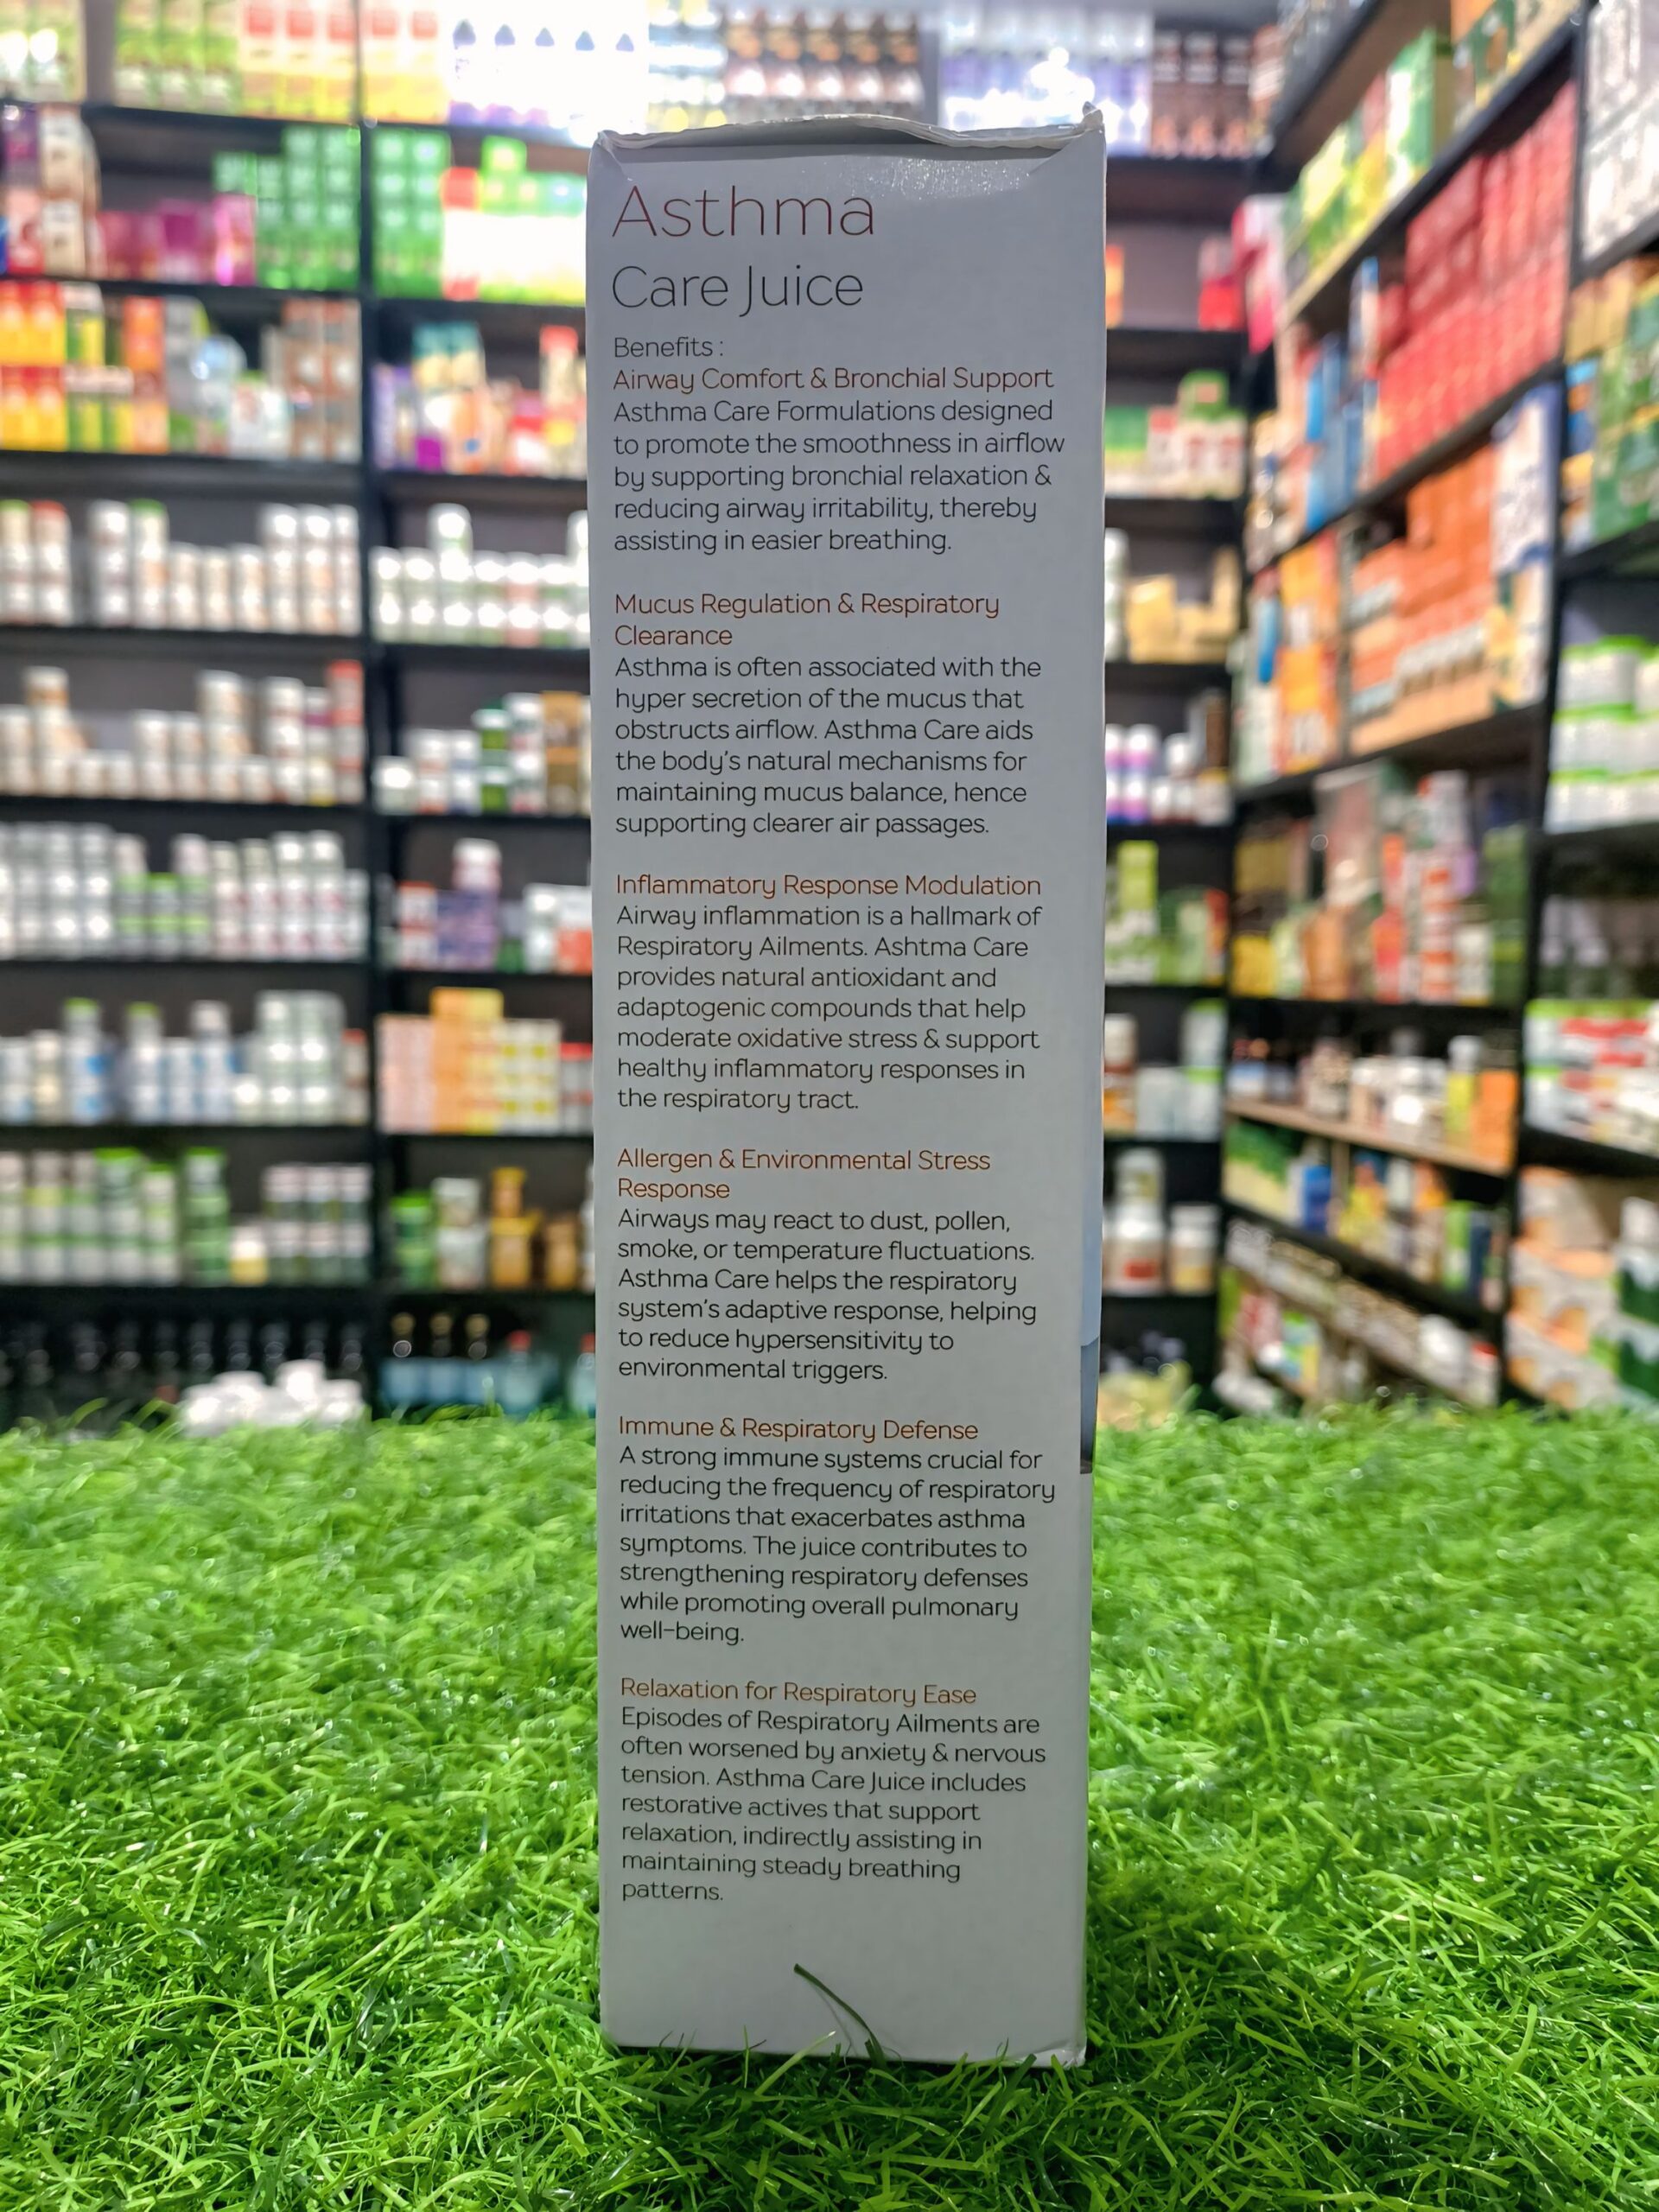 Asthma
Care Juice
Benefits :
Airway Comfort & Bronchial Support
Asthma Care Formulations designed
to promote the smoothness in airflow
by supporting bronchial relaxation &
reducing airway irritability, thereby
assisting in easier breathing.
Mucus Regulation & Respiratory
Clearance
Asthma is often associated with the
hyper secretion of the mucus that
obstructs airflow. Asthma Care aids
the body's natural mechanisms for
maintaining mucus balance, hence
supporting clearer air passages.
Inflammatory Response Modulation
Airway inflammation is a hallmark of
Respiratory Ailments. Ashtma Care
provides natural antioxidant and
adaptogenic compounds that help
moderate oxidative stress & support
healthy inflammatory responses in
the respiratory tract.
Allergen & Environmental Stress
Response
Airways may react to dust, pollen,
smoke, or temperature fluctuations.
Asthma Care helps the respiratory
system's adaptive response, helping
to reduce hypersensitivity to
environmental triggers.
Immune & Respiratory Defense
A strong immune systems crucial for
reducing the frequency of respiratory
irritations that exacerbates asthma
symptoms. The juice contributes to
strengthening respiratory defenses
while promoting overall pulmonary
well-being.
Relaxation for Respiratory Ease
Episodes of Respiratory Ailments are
often worsened by anxiety & nervous
tension. Asthma Care Juice includes
restorative actives that support
relaxation, indirectly assisting in
maintaining steady breathing
patterns.